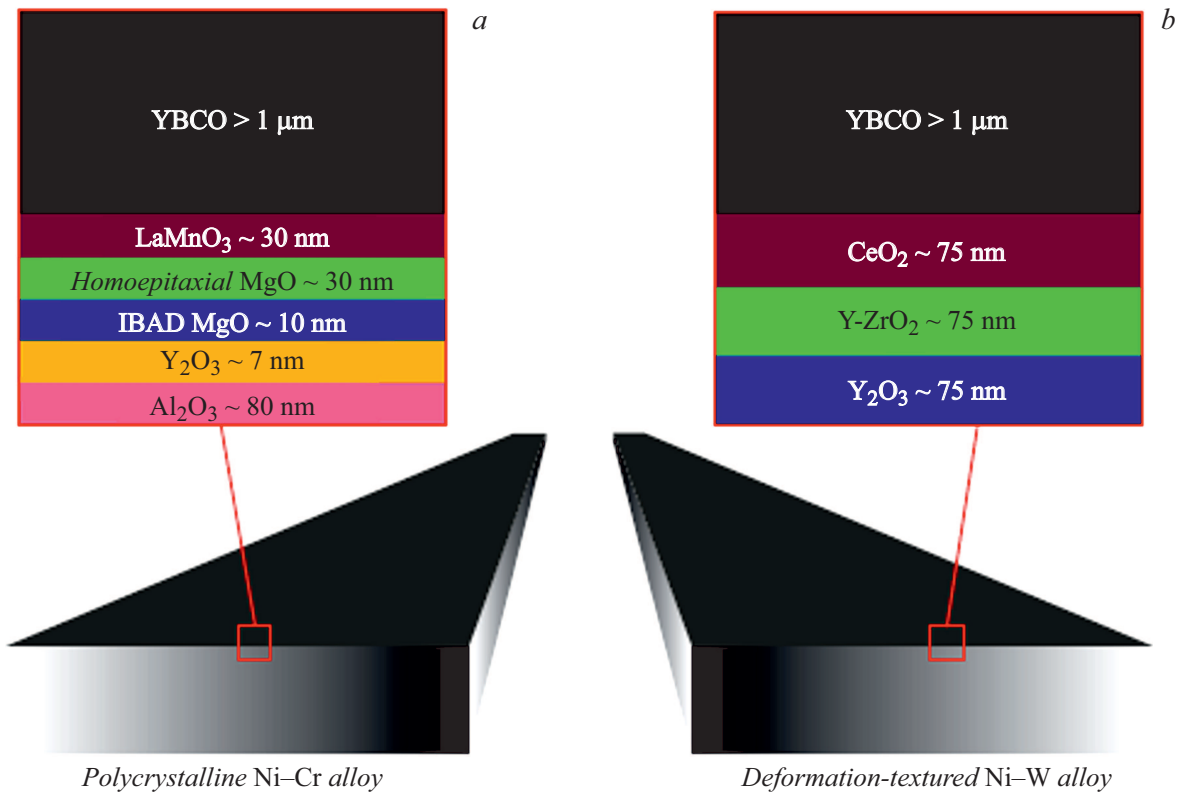 a
YBCO > 1 μm
LaMnO₃ ~ 30 nm
Homoepitaxial MgO ~ 30 nm
IBAD MgO ~ 10 nm
Y₂O₃ ~ 7 nm
Al₂O₃ ~ 80 nm
Polycrystalline Ni–Cr alloy
b
YBCO > 1 μm
CeO₂ ~ 75 nm
Y-ZrO₂ ~ 75 nm
Y₂O₃ ~ 75 nm
Deformation-textured Ni–W alloy